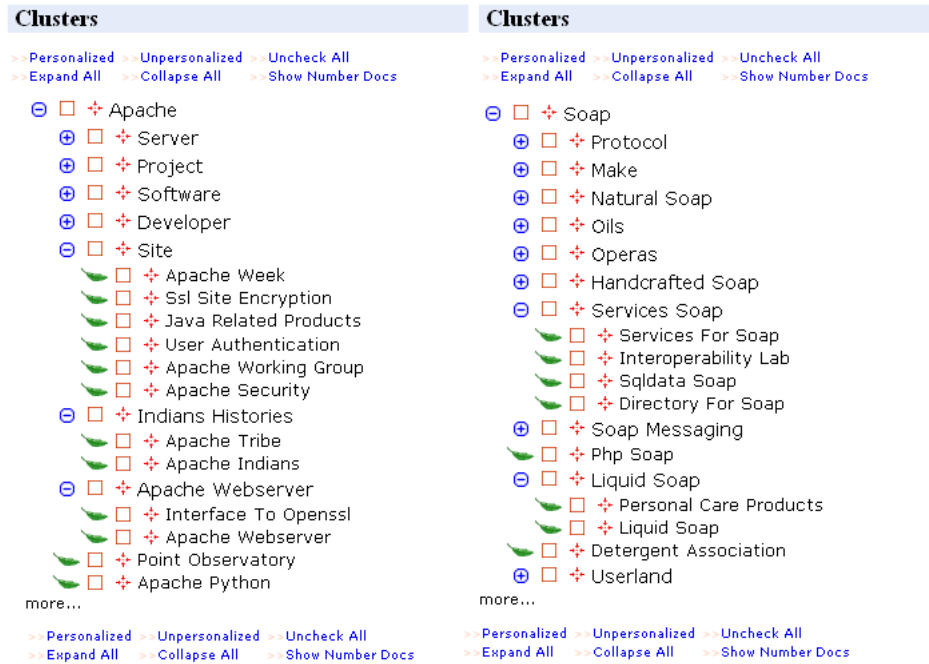 Clusters
>>Personalized >>Unpersonalized >>Uncheck All
>>Expand All >>Collapse All >>Show Number Docs
Apache
Server
Project
Software
Developer
Site
Apache Week
Ssl Site Encryption
Java Related Products
User Authentication
Apache Working Group
Apache Security
Indians Histories
Apache Tribe
Apache Indians
Apache Webserver
Interface To Openssl
Apache Webserver
Point Observatory
Apache Python
more...
>>Personalized >>Unpersonalized >>Uncheck All
>>Expand All >>Collapse All >>Show Number Docs
Clusters
>>Personalized >>Unpersonalized >>Uncheck All
>>Expand All >>Collapse All >>Show Number Docs
Soap
Protocol
Make
Natural Soap
Oils
Operas
Handcrafted Soap
Services Soap
Services For Soap
Interoperability Lab
Sqldata Soap
Directory For Soap
Soap Messaging
Php Soap
Liquid Soap
Personal Care Products
Liquid Soap
Detergent Association
Userland
more...
>>Personalized >>Unpersonalized >>Uncheck All
>>Expand All >>Collapse All >>Show Number Docs